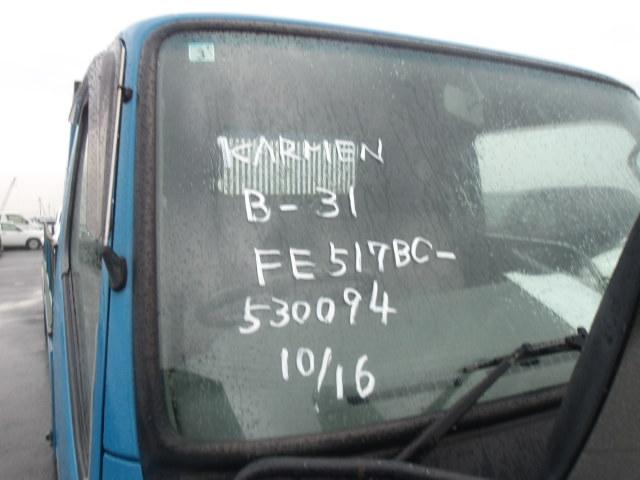 KARMEN
B-31
FE517BC-
530094
10/16